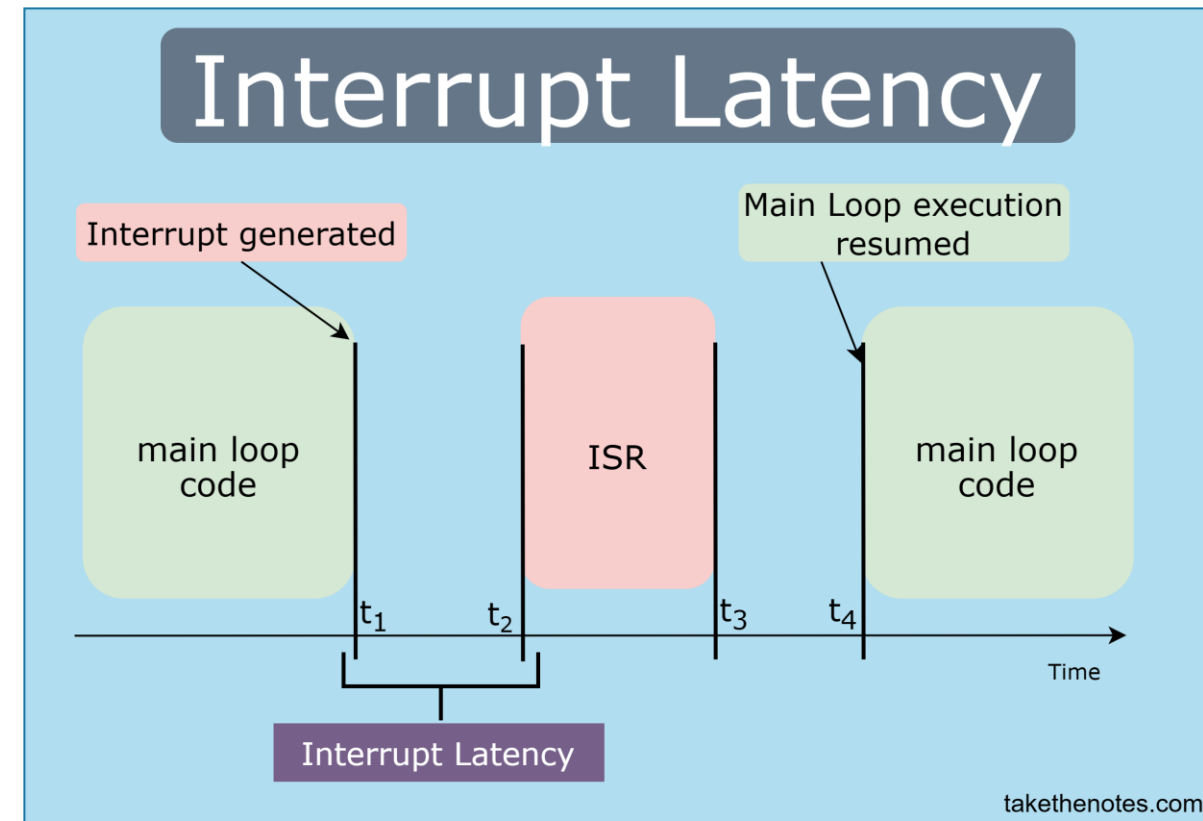 Interrupt Latency
Interrupt generated
Main Loop execution
resumed
main loop
code
ISR
main loop
code
t₁
t₂
t₃
t₄
Time
Interrupt Latency
takethenotes.com